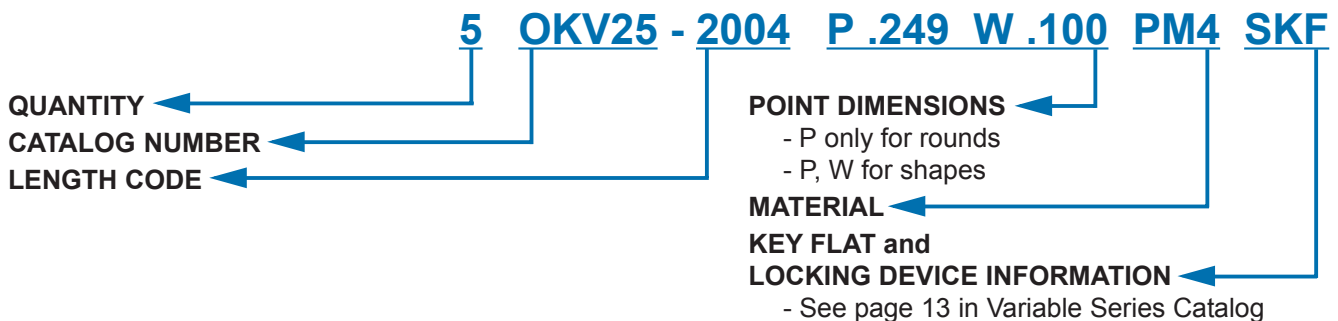 5 OKV25 - 2004 P .249 W .100 PM4 SKF
QUANTITY
CATALOG NUMBER
LENGTH CODE
POINT DIMENSIONS
- P only for rounds
- P, W for shapes
MATERIAL
KEY FLAT and
LOCKING DEVICE INFORMATION
- See page 13 in Variable Series Catalog